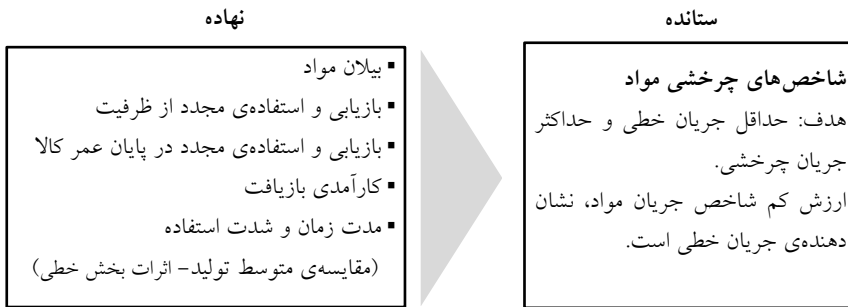 نهاده
▪ بیلان مواد
▪ بازیابی و استفاده‌ی مجدد از ظرفیت
▪ بازیابی و استفاده‌ی مجدد در پایان عمر کالا
▪ کارآمدی بازیافت
▪ مدت زمان و شدت استفاده
(مقایسه‌ی متوسط تولید- اثرات بخش خطی)
ستانده
شاخص‌های چرخشی مواد
هدف: حداقل جریان خطی و حداکثر
جریان چرخشی.
ارزش کم شاخص جریان مواد، نشان
دهنده‌ی جریان خطی است.